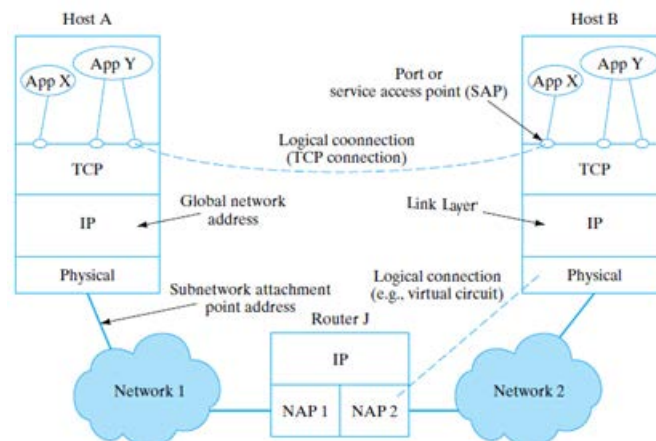 Host A
Host B
App X
App Y
App X
App Y
Port or
service access point (SAP)
Logical coonnection
(TCP connection)
TCP
TCP
Global network
address
Link Layer
IP
IP
Physical
Logical connection
(e.g., virtual circuit)
Physical
Subnetwork attachment
point address
Router J
IP
Network 1
NAP 1
NAP 2
Network 2